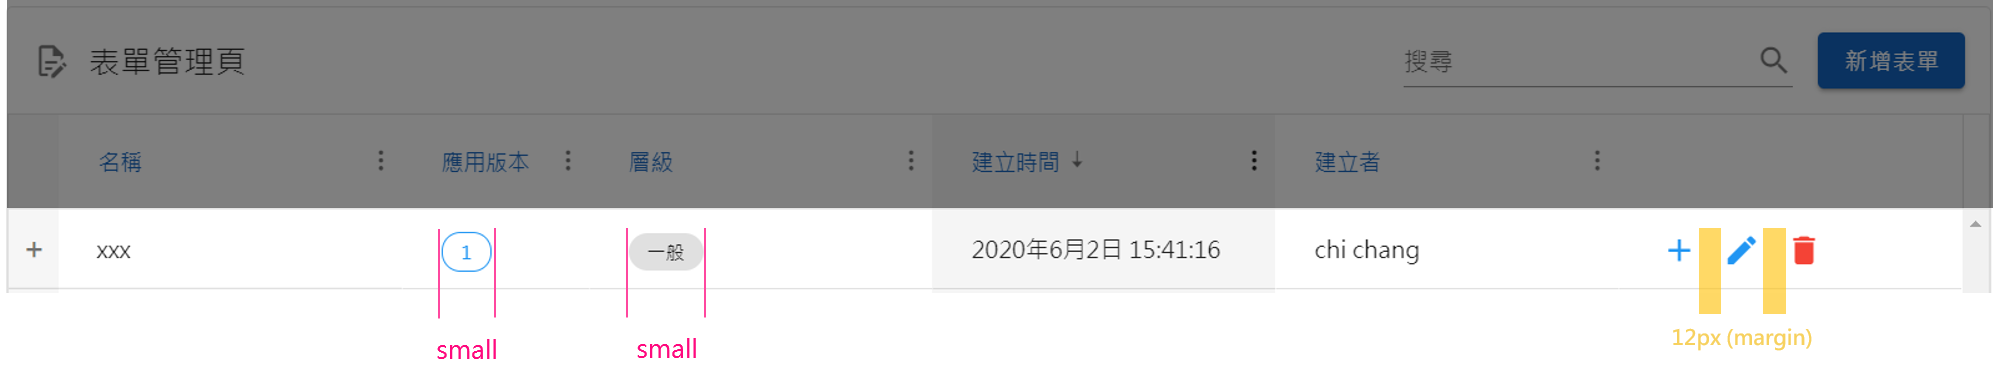 表單管理頁
搜尋
新增表單
名稱 應用版本 層級 建立時間 建立者
xxx 1 一般 2020年6月2日 15:41:16 chi chang
small small 12px (margin)